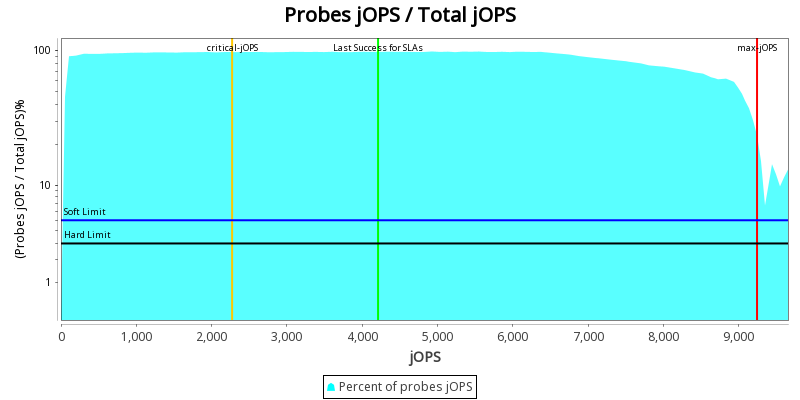 Probes jOPS / Total jOPS
(Probes jOPS / Total jOPS)%
100
10
1
critical-jOPS
Last Success for SLAs
max-jOPS
Soft Limit
Hard Limit
0 1,000 2,000 3,000 4,000 5,000 6,000 7,000 8,000 9,000
jOPS
Percent of probes jOPS